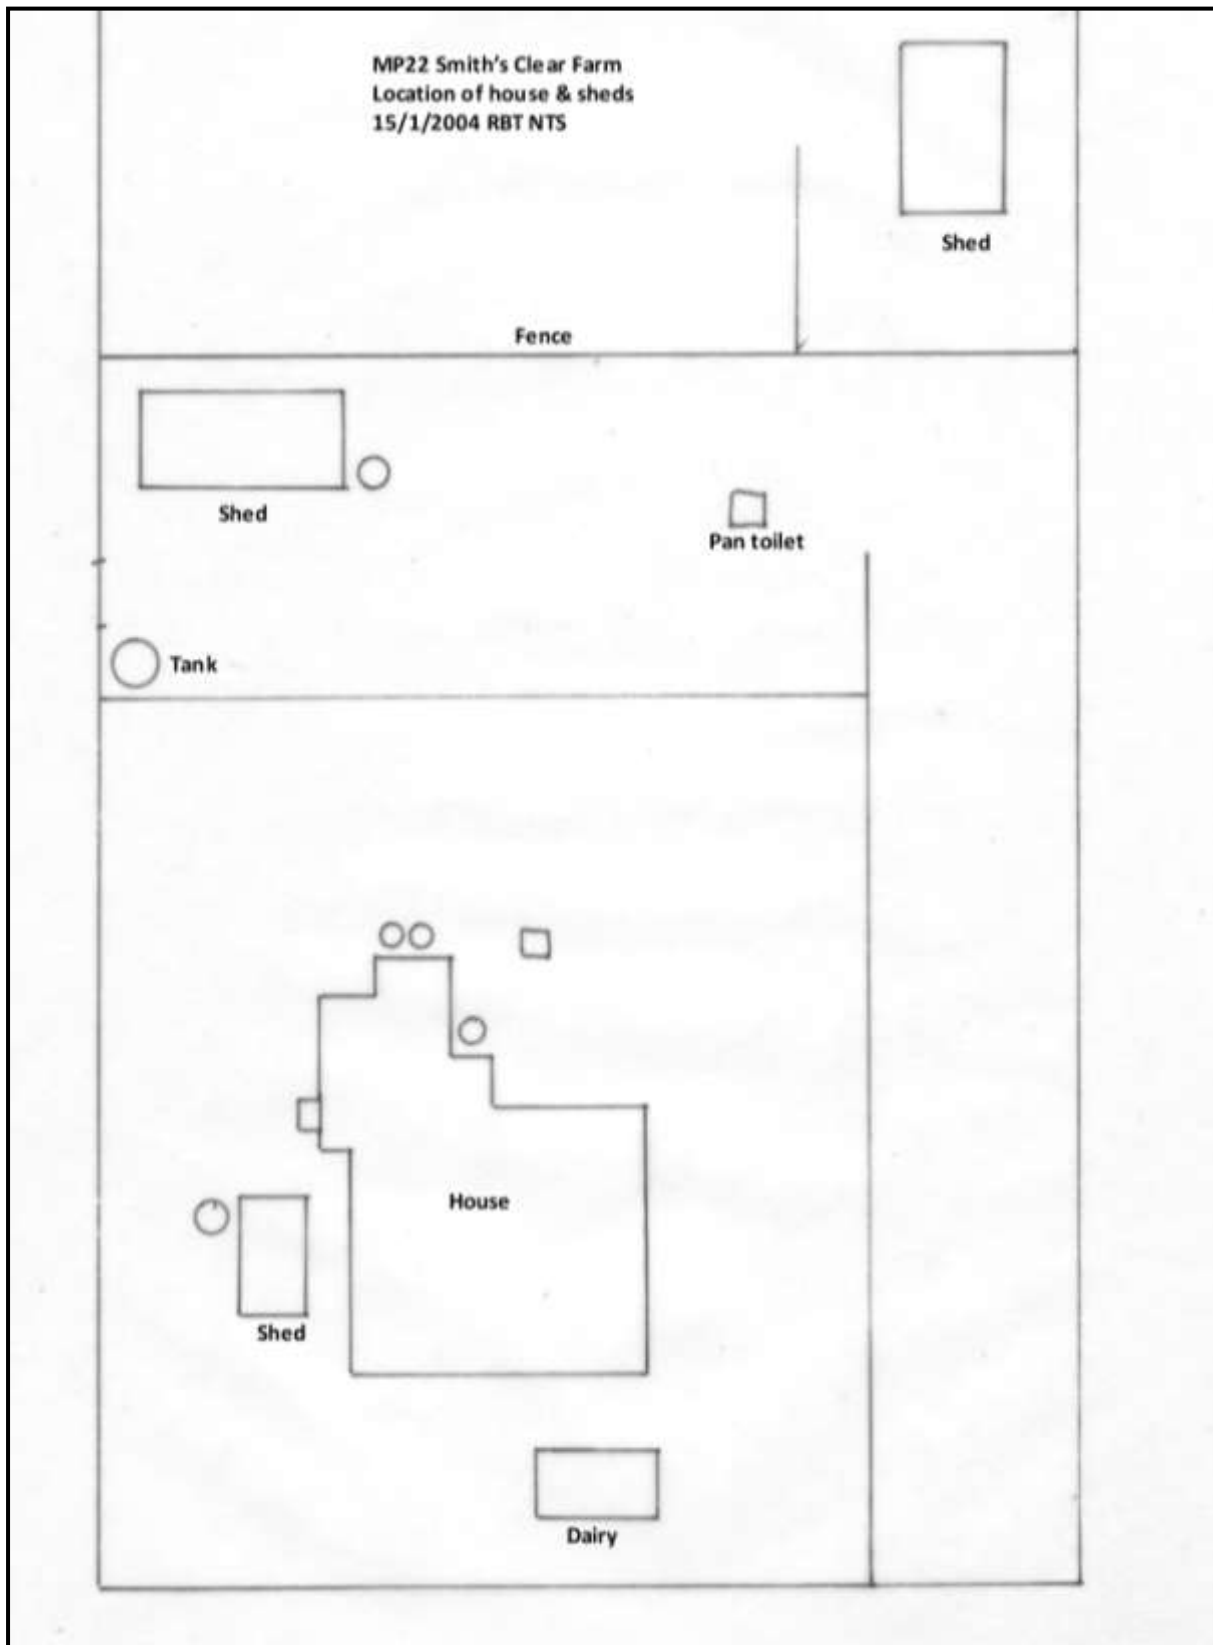 MP22 Smith's Clear Farm
Location of house & sheds
15/1/2004 RBT NTS
Shed
Fence
Shed
Pan toilet
Tank
House
Shed
Dairy